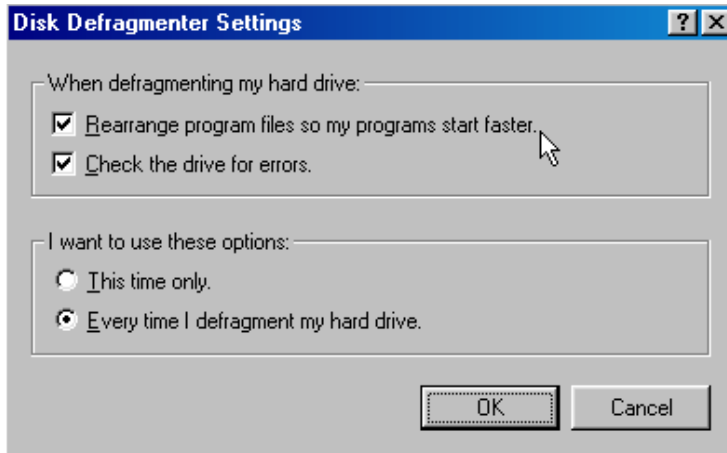 Disk Defragmenter Settings
When defragmenting my hard drive:
Rearrange program files so my programs start faster.
Check the drive for errors.
I want to use these options:
This time only.
Every time I defragment my hard drive.
OK Cancel